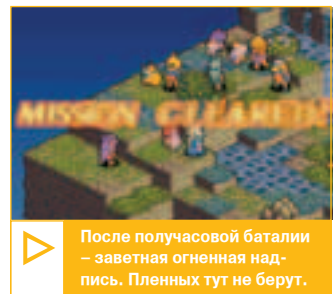 MISSION CLEARED!
После получасовой баталии
– заветная огненная над-
пись. Пленных тут не берут.